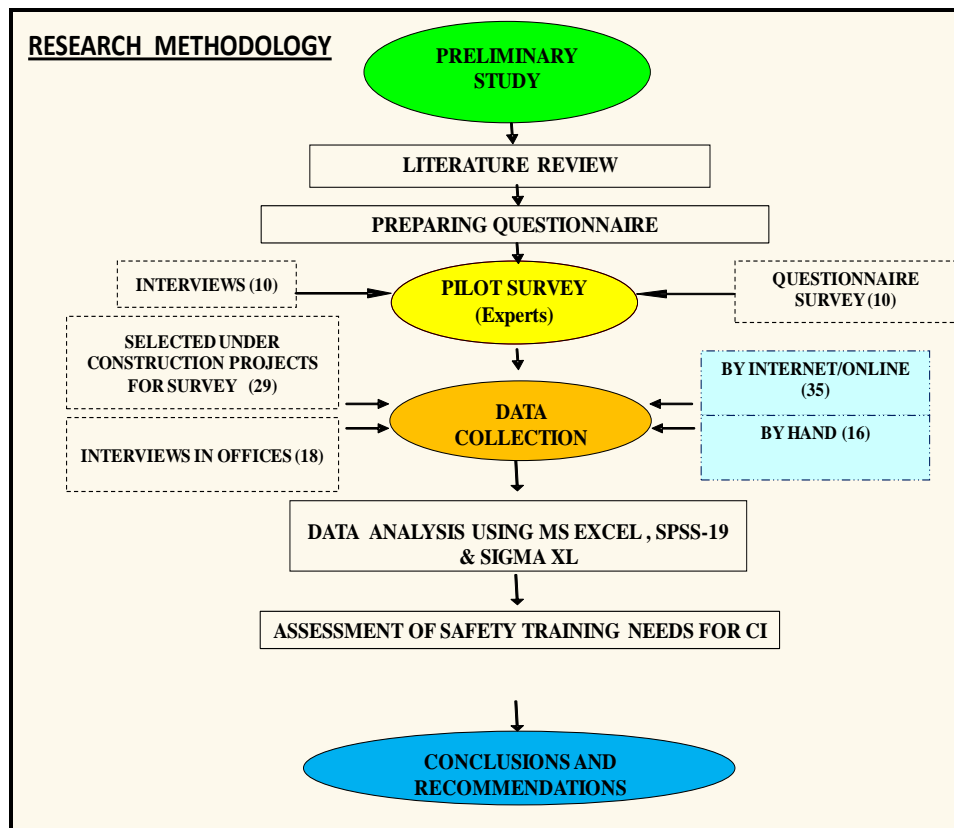 RESEARCH METHODOLOGY
PRELIMINARY
STUDY
LITERATURE REVIEW
PREPARING QUESTIONNAIRE
INTERVIEWS (10)
PILOT SURVEY
(Experts)
QUESTIONNAIRE
SURVEY (10)
SELECTED UNDER
CONSTRUCTION PROJECTS
FOR SURVEY (29)
INTERVIEWS IN OFFICES (18)
DATA
COLLECTION
BY INTERNET/ONLINE
(35)
BY HAND (16)
DATA ANALYSIS USING MS EXCEL , SPSS-19
& SIGMA XL
ASSESSMENT OF SAFETY TRAINING NEEDS FOR CI
CONCLUSIONS AND
RECOMMENDATIONS